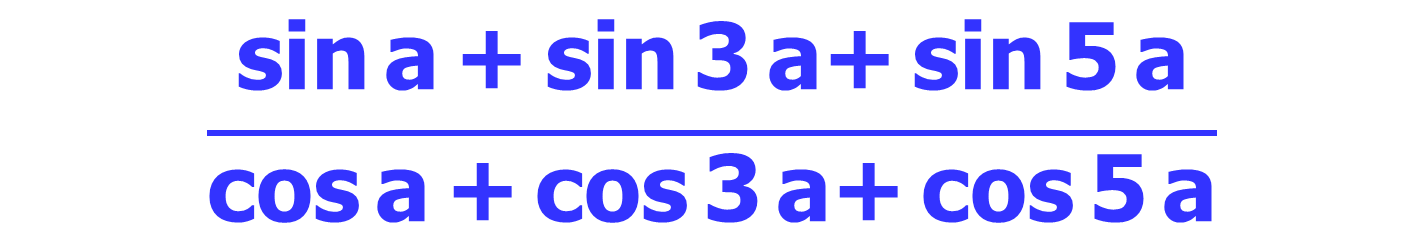 sin a + sin 3 a+ sin 5 a
cos a + cos 3 a+ cos 5 a